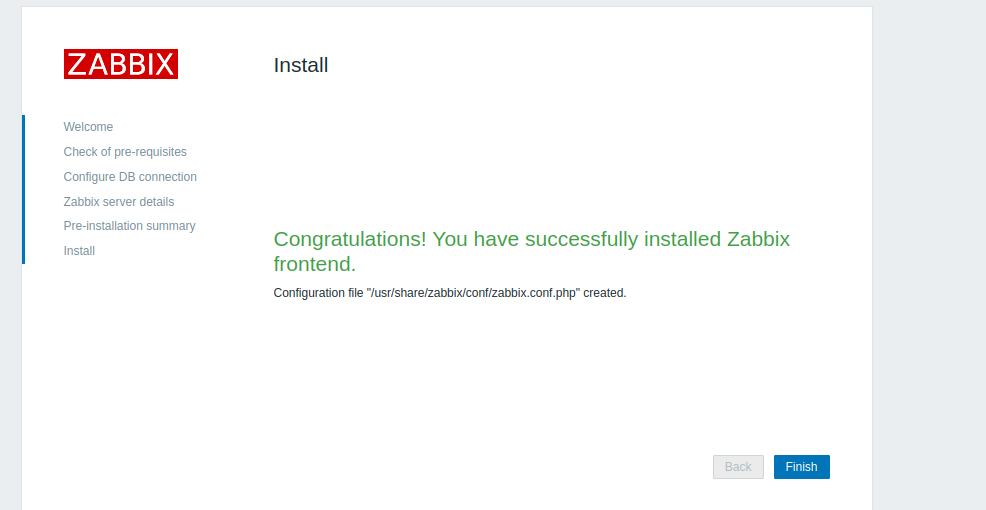 ZABBIX
Install
Welcome
Check of pre-requisites
Configure DB connection
Zabbix server details
Pre-installation summary
Install
Congratulations! You have successfully installed Zabbix
frontend.
Configuration file "/usr/share/zabbix/conf/zabbix.conf.php" created.
Back
Finish